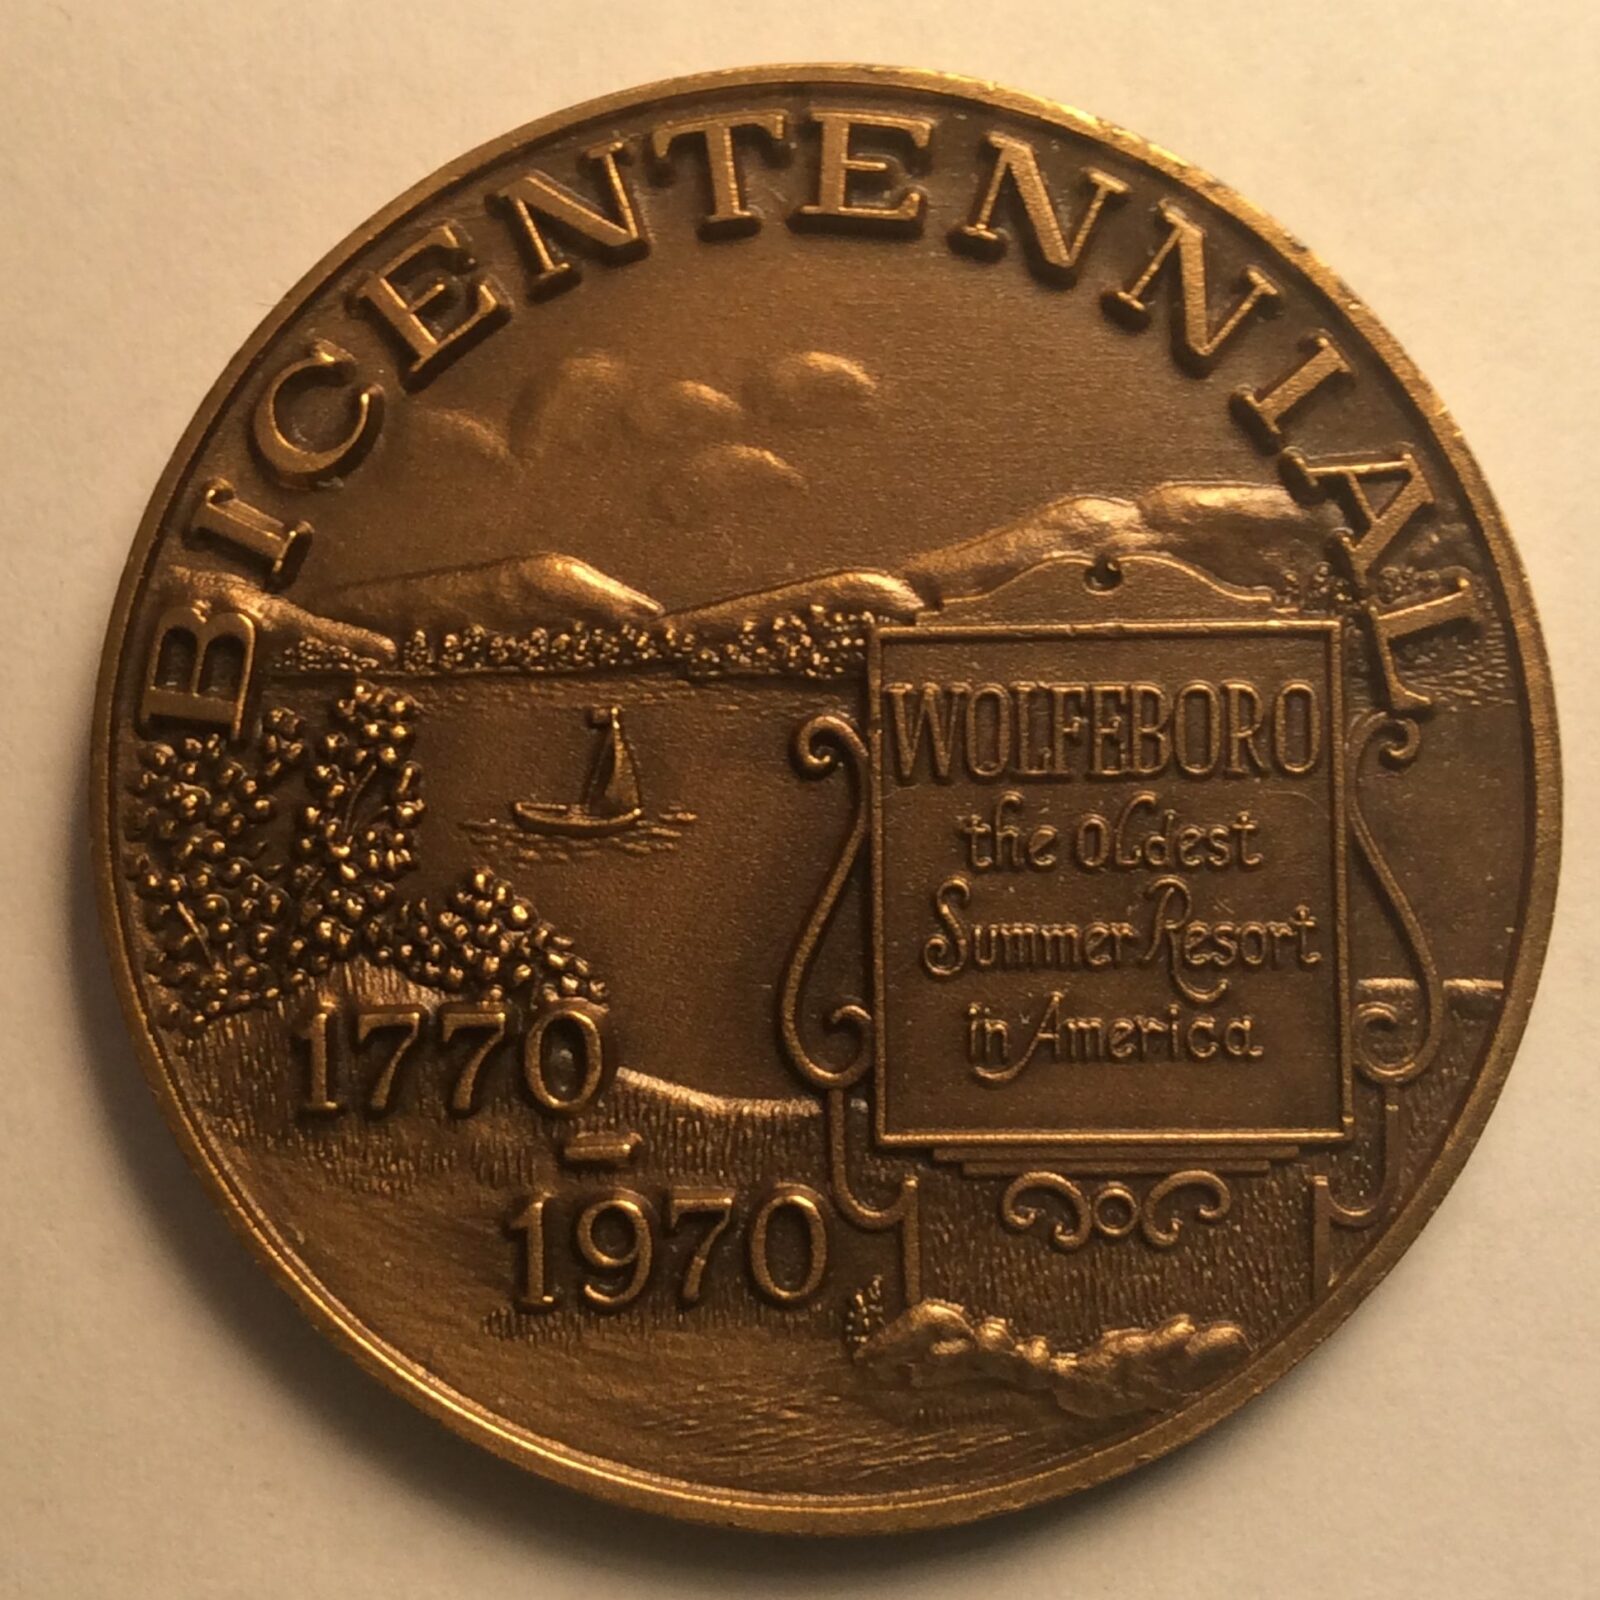 BICENTENNIAL
WOLFEBORO
the Oldest
Summer Resort
in America
1770
-
1970